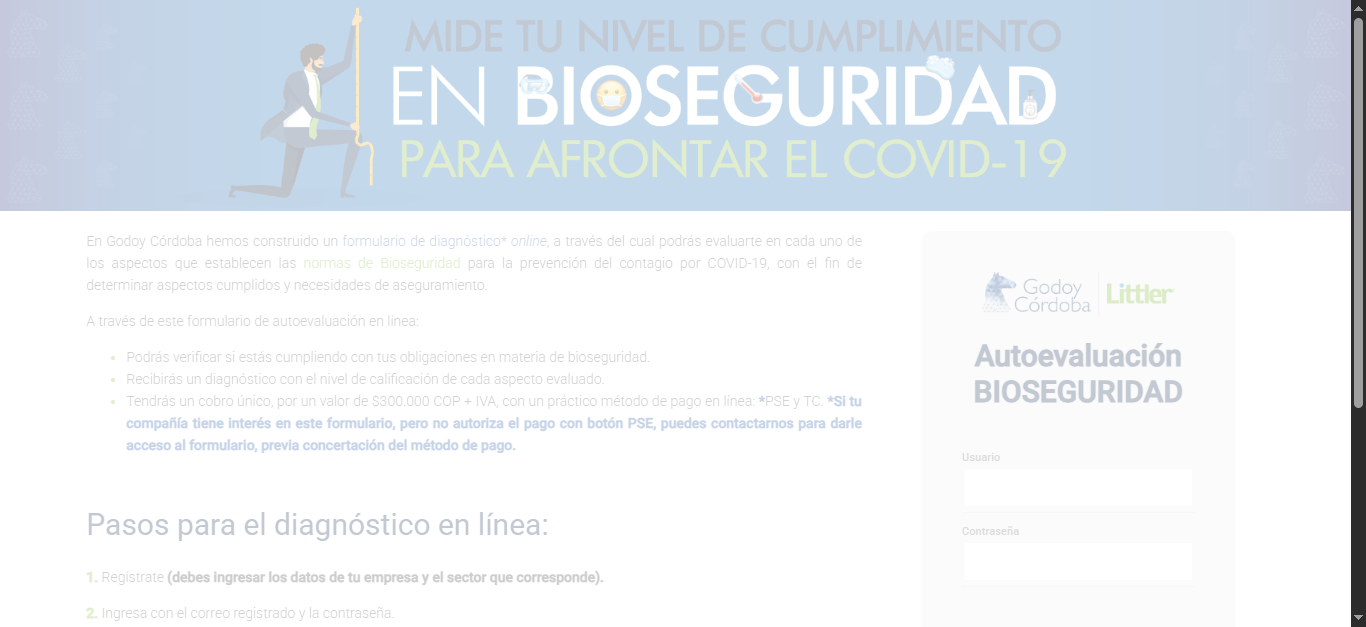 MIDE TU NIVEL DE CUMPLIMIENTO
EN BIOSEGURIDAD
PARA AFRONTAR EL COVID-19
En Godoy Córdoba hemos construido un formulario de diagnóstico* online, a través del cual podrás evaluarte en cada uno de
los aspectos que establecen las normas de Bioseguridad para la prevención del contagio por COVID-19, con el fin de
determinar aspectos cumplidos y necesidades de aseguramiento.
A través de este formulario de autoevaluación en línea:
Podrás verificar si estás cumpliendo con tus obligaciones en materia de bioseguridad.
Recibirás un diagnóstico con el nivel de calificación de cada aspecto evaluado.
Tendrás un cobro único, por un valor de $300.000 COP + IVA, con un práctico método de pago en línea: *PSE y TC. *Si tu
compañía tiene interés en este formulario, pero no autoriza el pago con botón PSE, puedes contactarnos para darle
acceso al formulario, previa concertación del método de pago.
Pasos para el diagnóstico en línea:
1. Regístrate (debes ingresar los datos de tu empresa y el sector que corresponde).
2. Ingresa con el correo registrado y la contraseña.
Godoy
Córdoba
Littler
Autoevaluación
BIOSEGURIDAD
Usuario
Contraseña